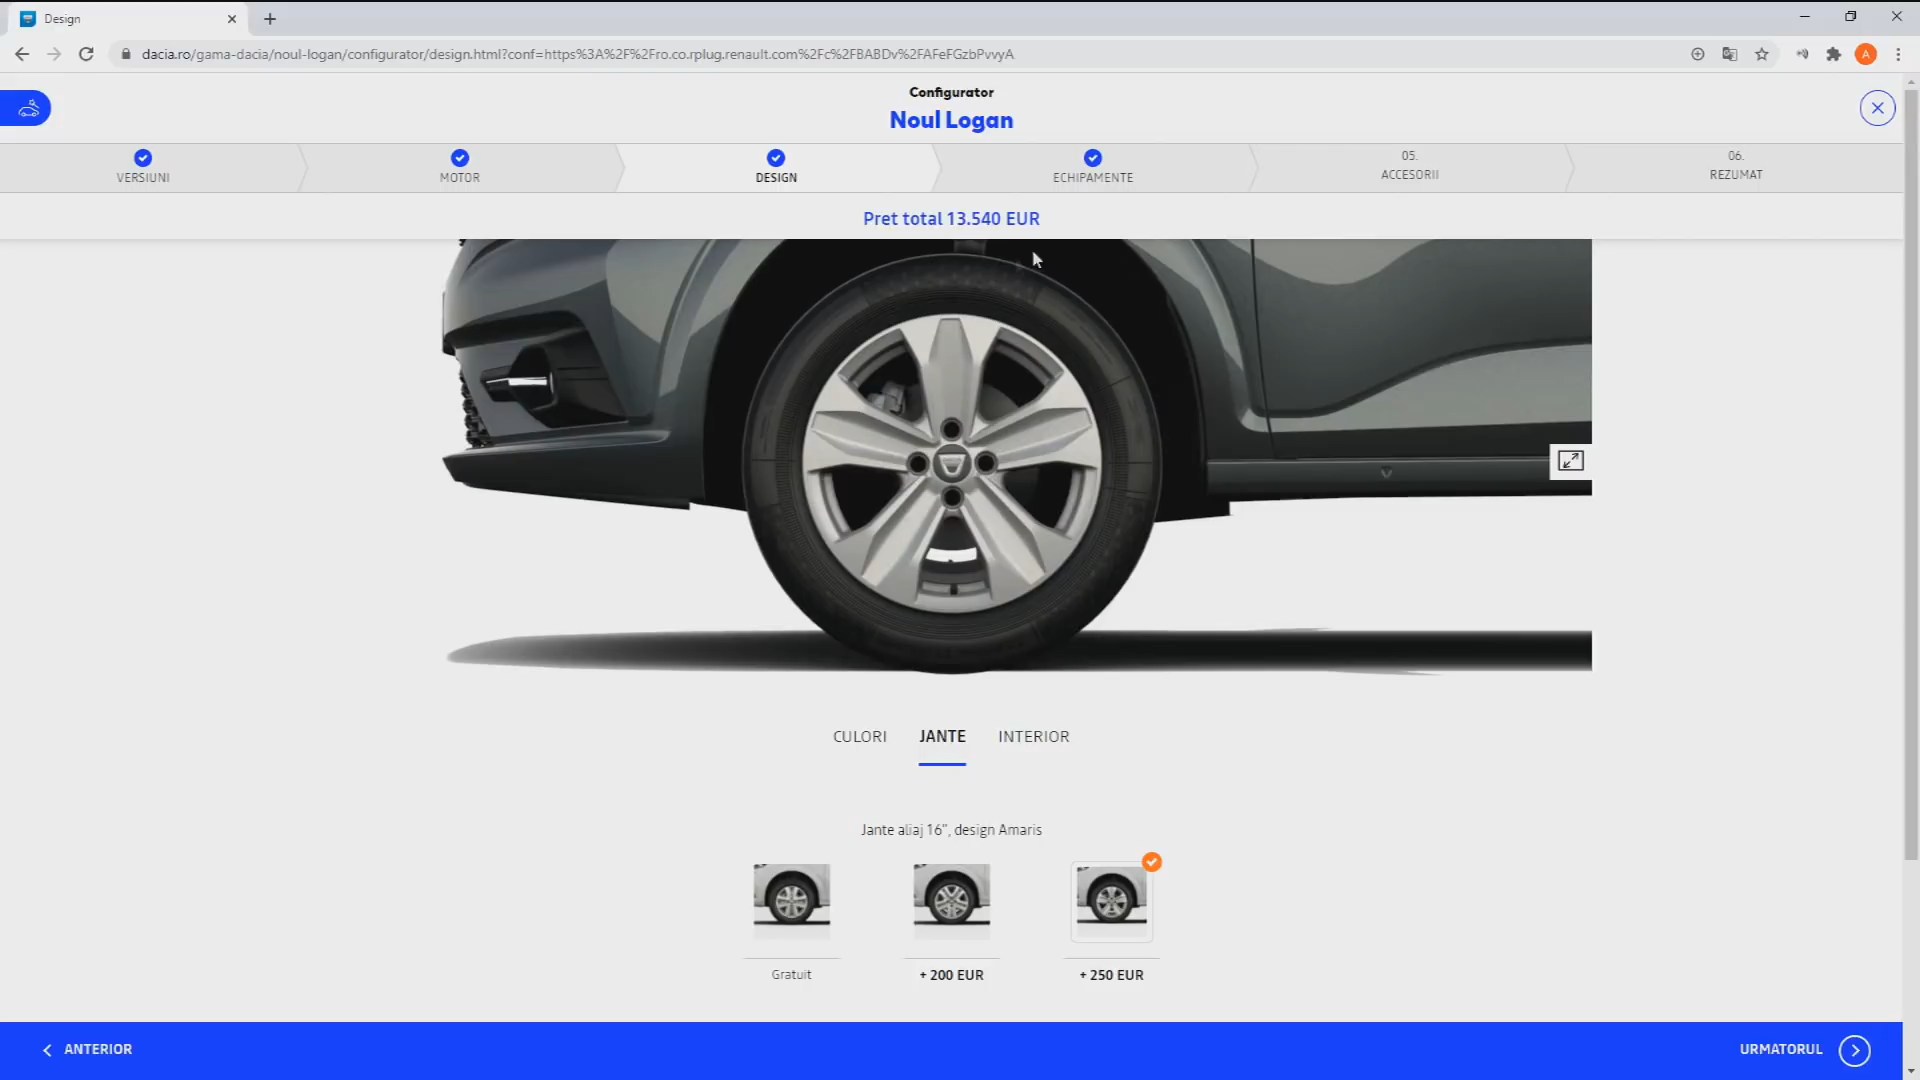 Design
dacia.ro/gama-dacia/noul-logan/configurator/design.html?conf=https%3A%2F%2Fro.co.rplug.renault.com%2Fc%2FBABDv%2FAFeFGzbPvvyA
A
Configurator
Noul Logan
VERSIUNI
MOTOR
DESIGN
ECHIPAMENTE
05.
ACCESORII
06.
REZUMAT
Pret total 13.540 EUR
CULORI
JANTE
INTERIOR
Jante aliaj 16", design Amaris
Gratuit
+ 200 EUR
+ 250 EUR
ANTERIOR
URMATORUL